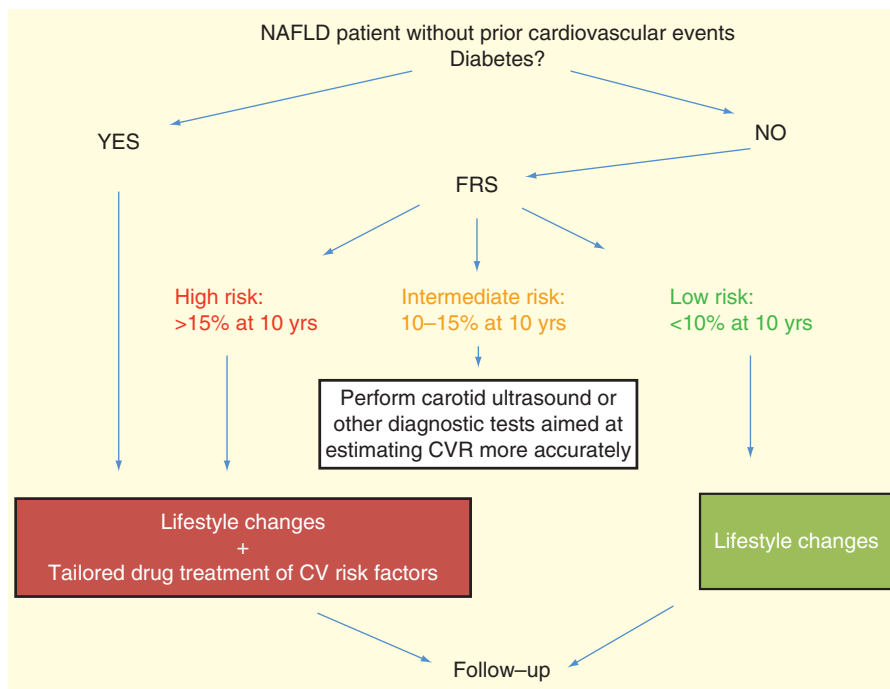 NAFLD patient without prior cardiovascular events
Diabetes?
YES
NO
FRS
High risk:
>15% at 10 yrs
Intermediate risk:
10–15% at 10 yrs
Low risk:
<10% at 10 yrs
Perform carotid ultrasound or
other diagnostic tests aimed at
estimating CVR more accurately
Lifestyle changes
+
Tailored drug treatment of CV risk factors
Lifestyle changes
Follow–up